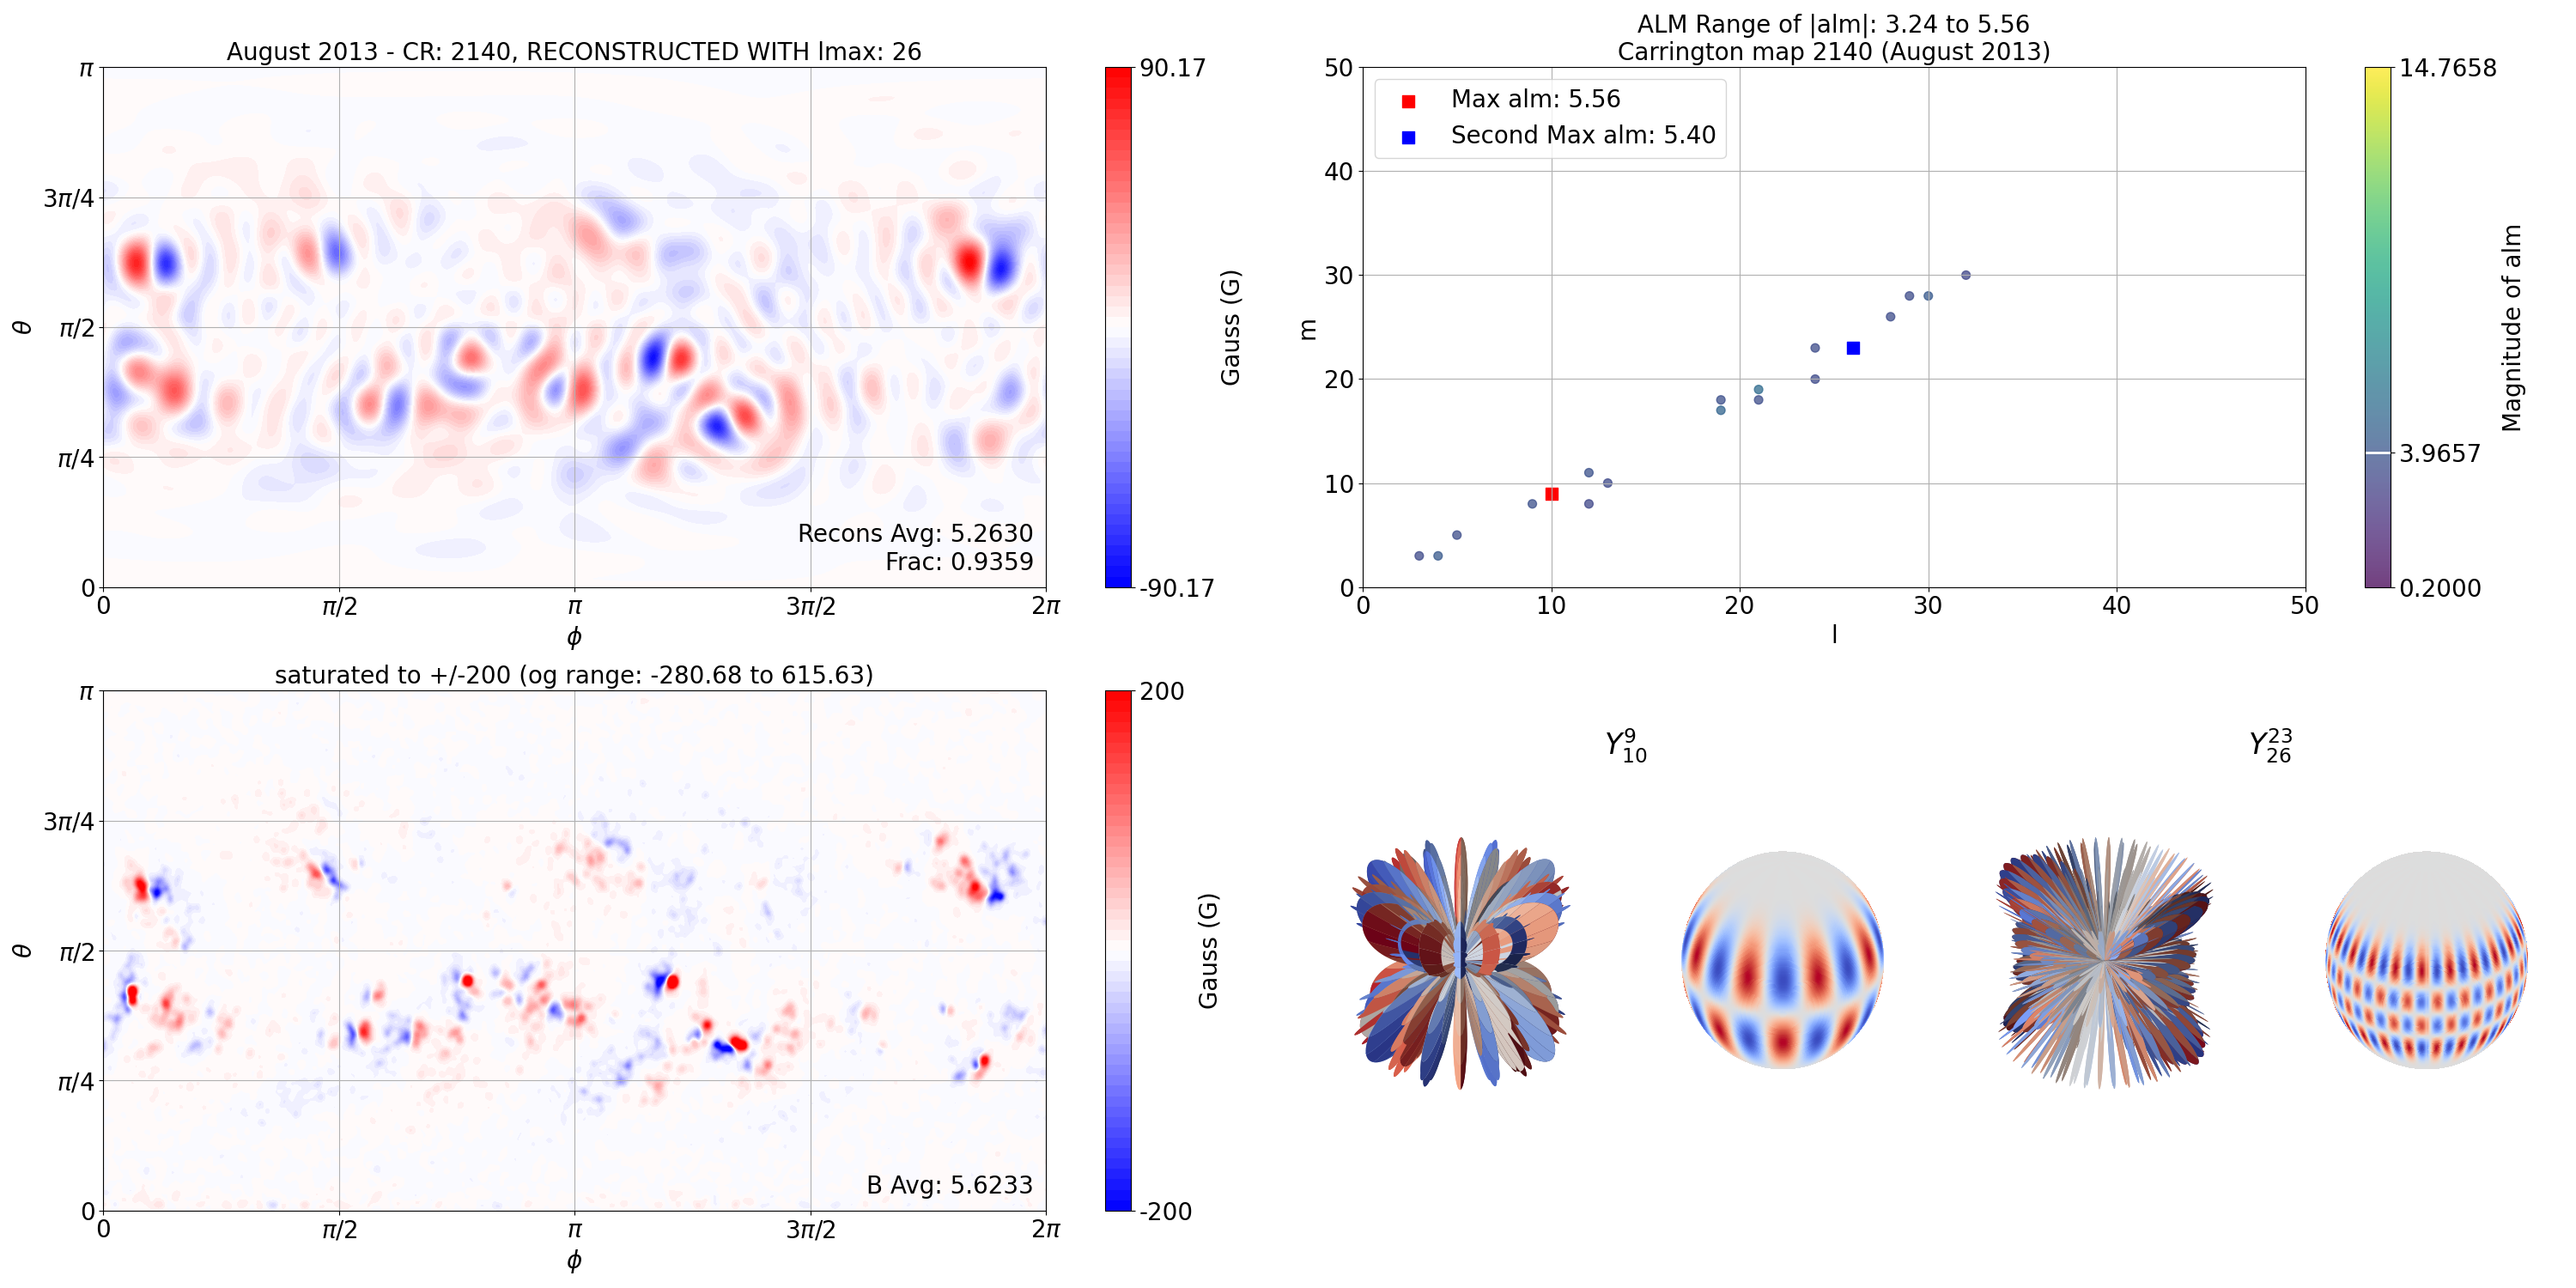 August 2013 - CR: 2140, RECONSTRUCTED WITH lmax: 26
π
3π/4
π/2
π/4
0
θ
0
π/2
π
3π/2
2π
ϕ
Recons Avg: 5.2630
Frac: 0.9359
90.17
-90.17
Gauss (G)
ALM Range of |alm|: 3.24 to 5.56
Carrington map 2140 (August 2013)
Max alm: 5.56
Second Max alm: 5.40
50
40
30
20
10
0
m
0
10
20
30
40
50
l
14.7658
3.9657
0.2000
Magnitude of alm
saturated to +/-200 (og range: -280.68 to 615.63)
π
3π/4
π/2
π/4
0
θ
0
π/2
π
3π/2
2π
ϕ
B Avg: 5.6233
200
-200
Gauss (G)
Y_{10}^{9}
Y_{26}^{23}